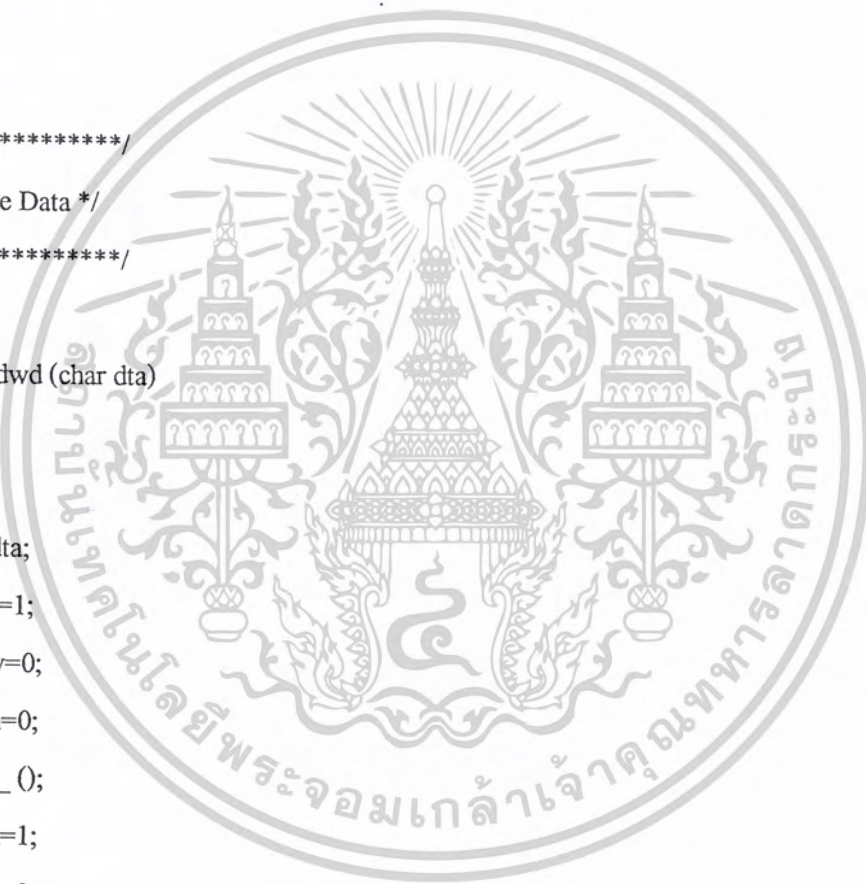 *********/
e Data */
*********/
dwd (char dta)
dta;
=1;
v=0;
=0;
_ ();
=1;
สถาบันเทคโนโลยีพระจอมเกล้าเจ้าคุณทหารลาดกระบัง